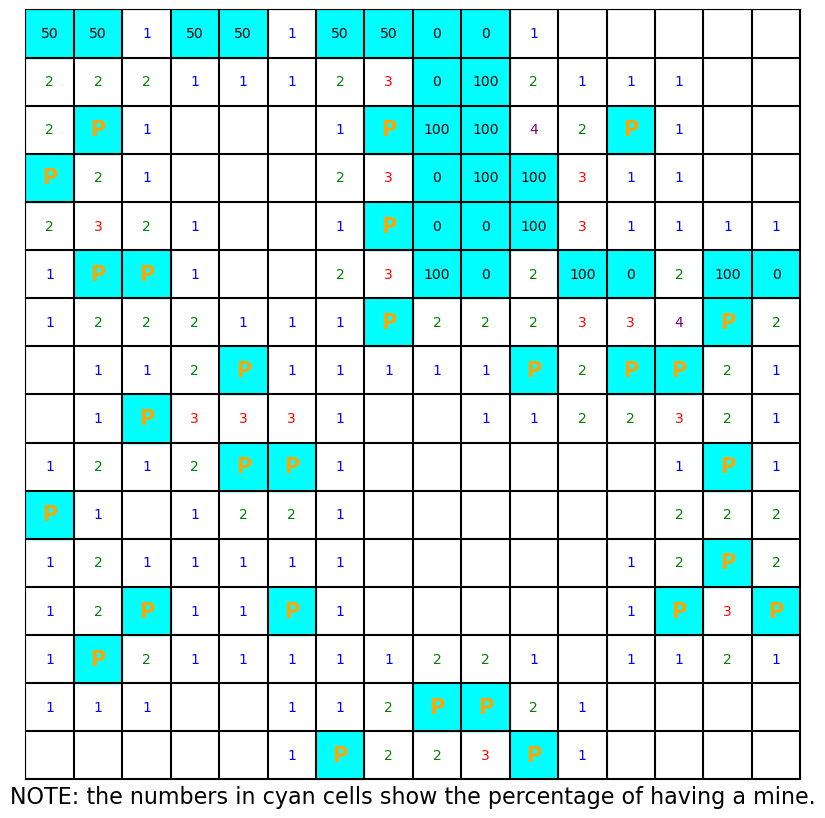 50 50 1 50 50 1 50 50 0 0 1
2 2 2 1 1 1 2 3 0 100 2 1 1 1
2 P 1 1 P 100 100 4 2 P 1
P 2 1 2 3 0 100 100 3 1 1
2 3 2 1 1 P 0 0 100 3 1 1 1 1
1 P P 1 2 3 100 0 2 100 0 2 100 0
1 2 2 2 1 1 1 P 2 2 2 3 3 4 P 2
1 1 2 P 1 1 1 1 1 P 2 P P 2 1
1 P 3 3 3 1 1 1 2 2 3 2 1
1 2 1 2 P P 1 1 P 1
P 1 1 2 2 1 2 2 2
1 2 1 1 1 1 1 1 2 P 2
1 2 P 1 1 P 1 1 P 3 P
1 P 2 1 1 1 1 1 2 2 1 1 1 2 1
1 1 1 1 1 2 P P 2 1
1 P 2 2 3 P 1
NOTE: the numbers in cyan cells show the percentage of having a mine.